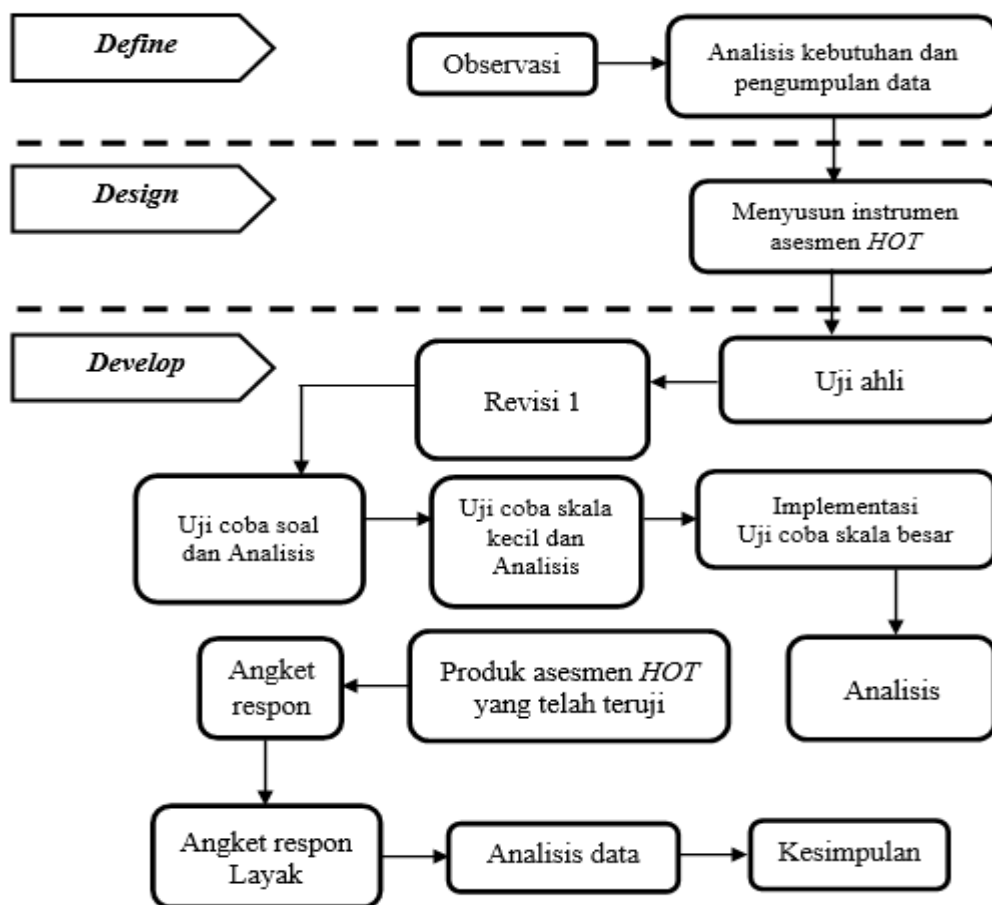 Define
Observasi
Analisis kebutuhan dan
pengumpulan data
Design
Menyusun instrumen
asesmen HOT
Develop
Uji ahli
Revisi 1
Uji coba soal
dan Analisis
Uji coba skala
kecil dan
Analisis
Implementasi
Uji coba skala besar
Analisis
Produk asesmen HOT
yang telah teruji
Angket
respon
Angket respon
Layak
Analisis data
Kesimpulan